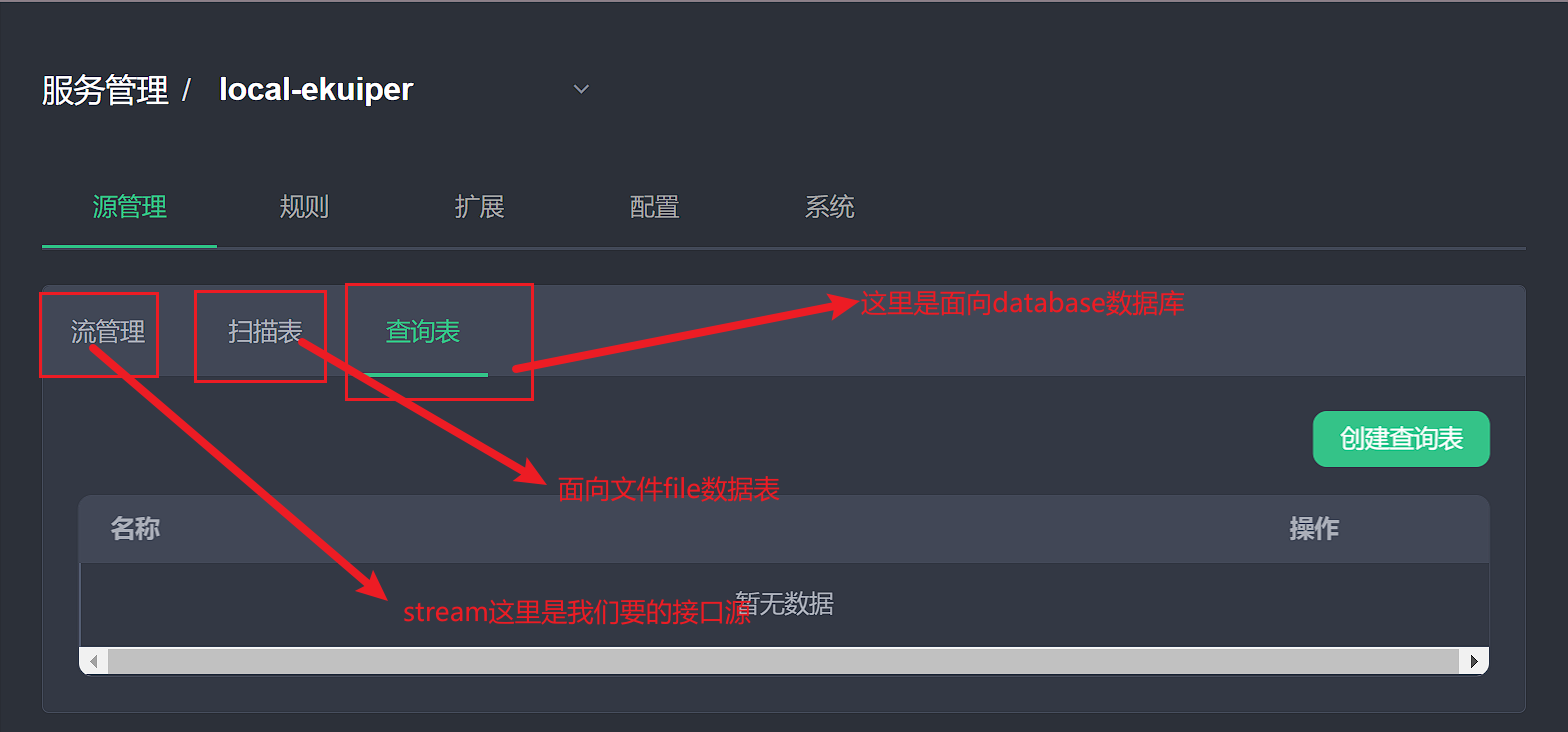 服务管理 / local-ekuiper
源管理 规则 扩展 配置 系统
流管理 扫描表 查询表
这里是面向database数据库
创建查询表
面向文件file数据表
名称 操作
stream这里是我们要的接口源
暂无数据